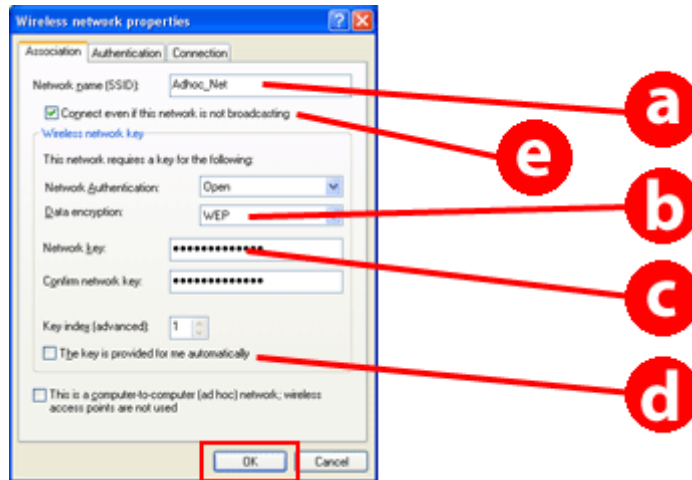 Wireless network properties
Association Authentication Connection
Network name (SSID): Adhoc_Net
Connect even if this network is not broadcasting
Wireless network key
This network requires a key for the following:
Network Authentication: Open
Data encryption: WEP
Network key: •••••••••••••
Confirm network key: •••••••••••••
Key index (advanced): 1
The key is provided for me automatically
This is a computer-to-computer (ad hoc) network; wireless
access points are not used
OK Cancel
a
e
b
c
d